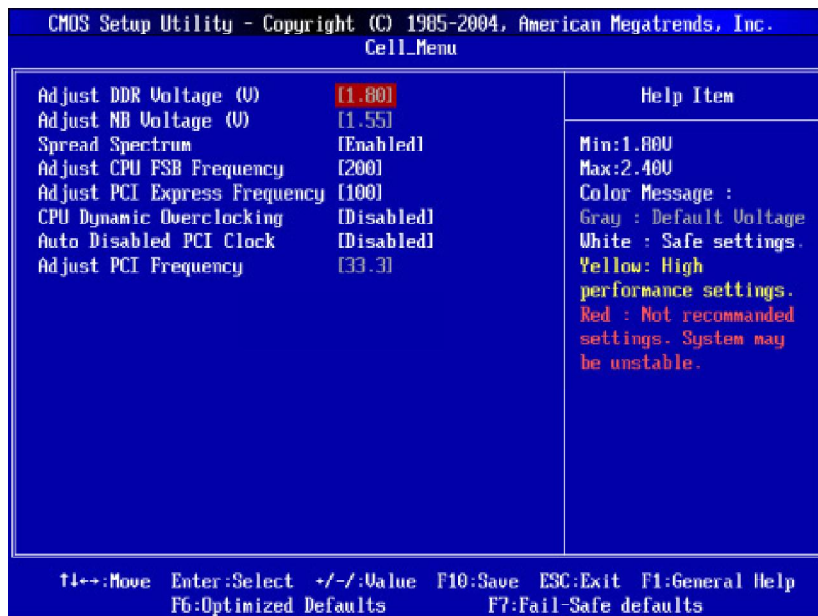 CMOS Setup Utility - Copyright (C) 1985-2004, American Megatrends, Inc.
Cell_Menu
Adjust DDR Voltage (V) [1.80]
Adjust NB Voltage (V) [1.55]
Spread Spectrum [Enabled]
Adjust CPU FSB Frequency [200]
Adjust PCI Express Frequency [100]
CPU Dynamic Overclocking [Disabled]
Auto Disabled PCI Clock [Disabled]
Adjust PCI Frequency [33.3]
Help Item
Min:1.80V
Max:2.40V
Color Message :
Gray : Default Voltage
White : Safe settings.
Yellow: High
performance settings.
Red : Not recommanded
settings. System may
be unstable.
↑↓←→:Move Enter:Select +/-/:Value F10:Save ESC:Exit F1:General Help
F6:Optimized Defaults F7:Fail-Safe defaults